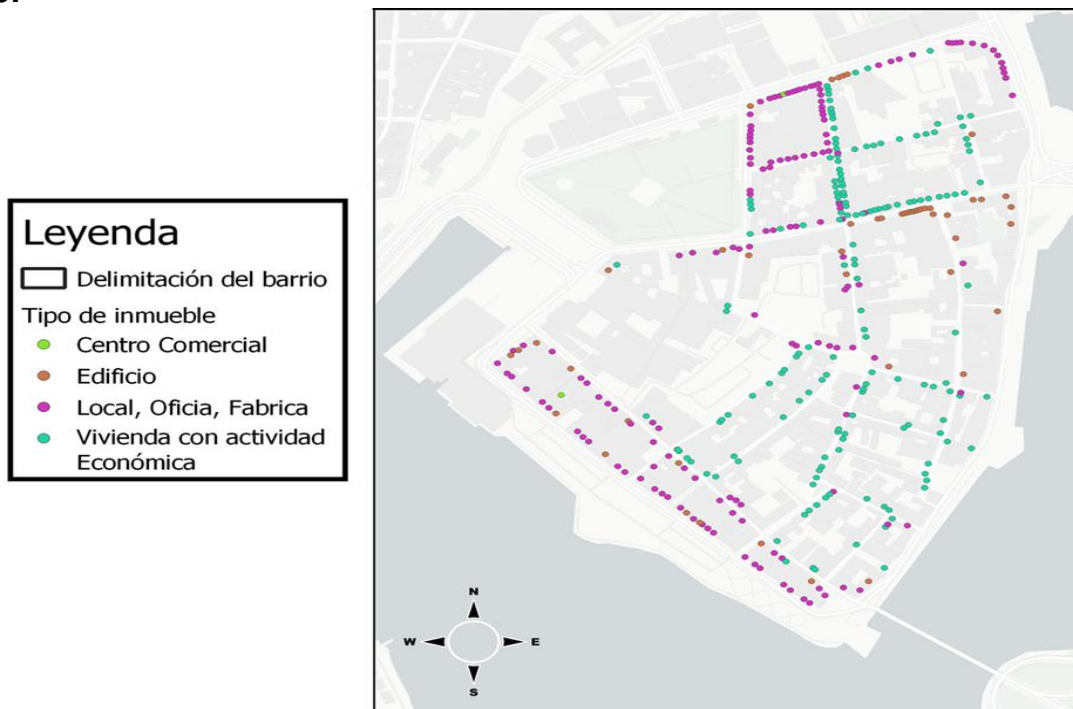 Leyenda
Delimitación del barrio
Tipo de inmueble
Centro Comercial
Edificio
Local, Oficia, Fabrica
Vivienda con actividad
Económica
N
W
E
S